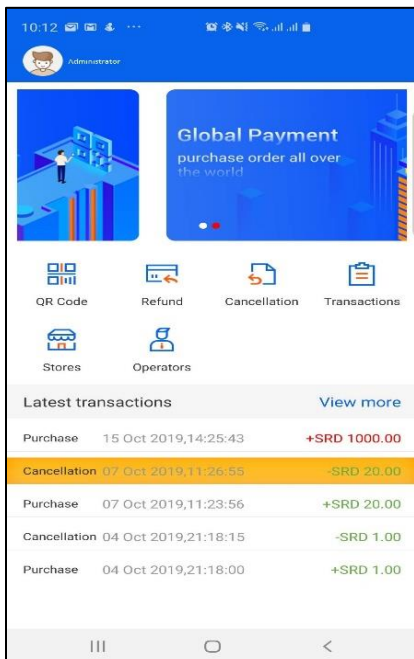 10:12
Administrator
Global Payment
purchase order all over
the world
QR Code Refund Cancellation Transactions
Stores Operators
Latest transactions View more
Purchase 15 Oct 2019,14:25:43 +SRD 1000.00
Cancellation 07 Oct 2019,11:26:55 -SRD 20.00
Purchase 07 Oct 2019,11:23:56 +SRD 20.00
Cancellation 04 Oct 2019,21:18:15 -SRD 1.00
Purchase 04 Oct 2019,21:18:00 +SRD 1.00